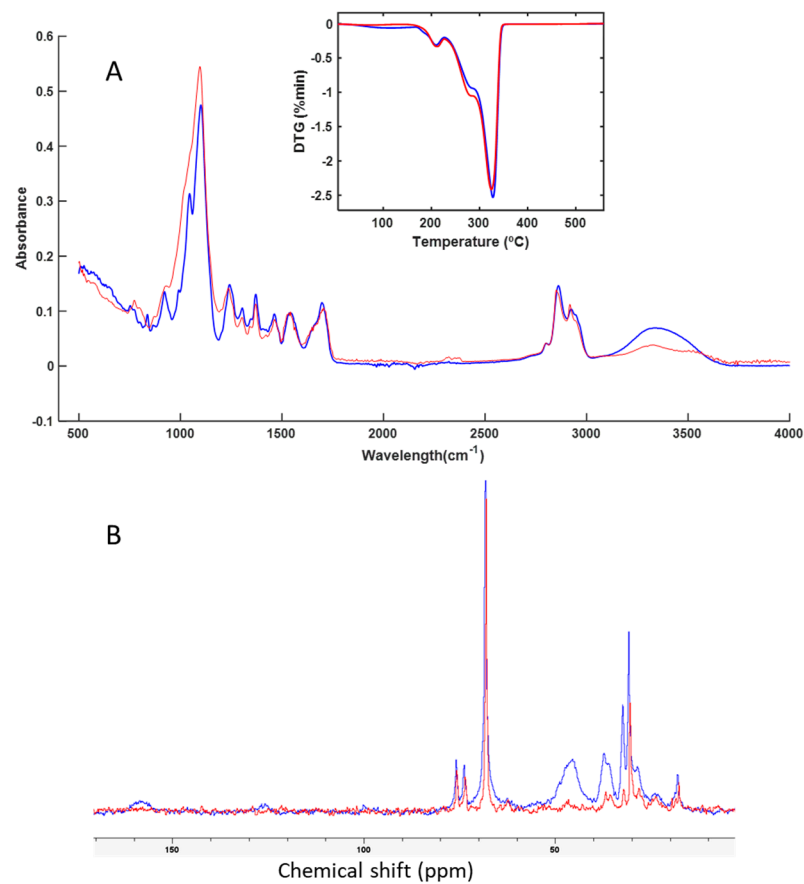 A
0.6
0.5
0.4
0.3
0.2
0.1
0
-0.1
Absorbance
500 1000 1500 2000 2500 3000 3500 4000
Wavelength(cm-1)
0
-0.5
-1
-1.5
-2
-2.5
DTG (%min)
100 200 300 400 500
Temperature (ºC)
B
150 100 50
Chemical shift (ppm)